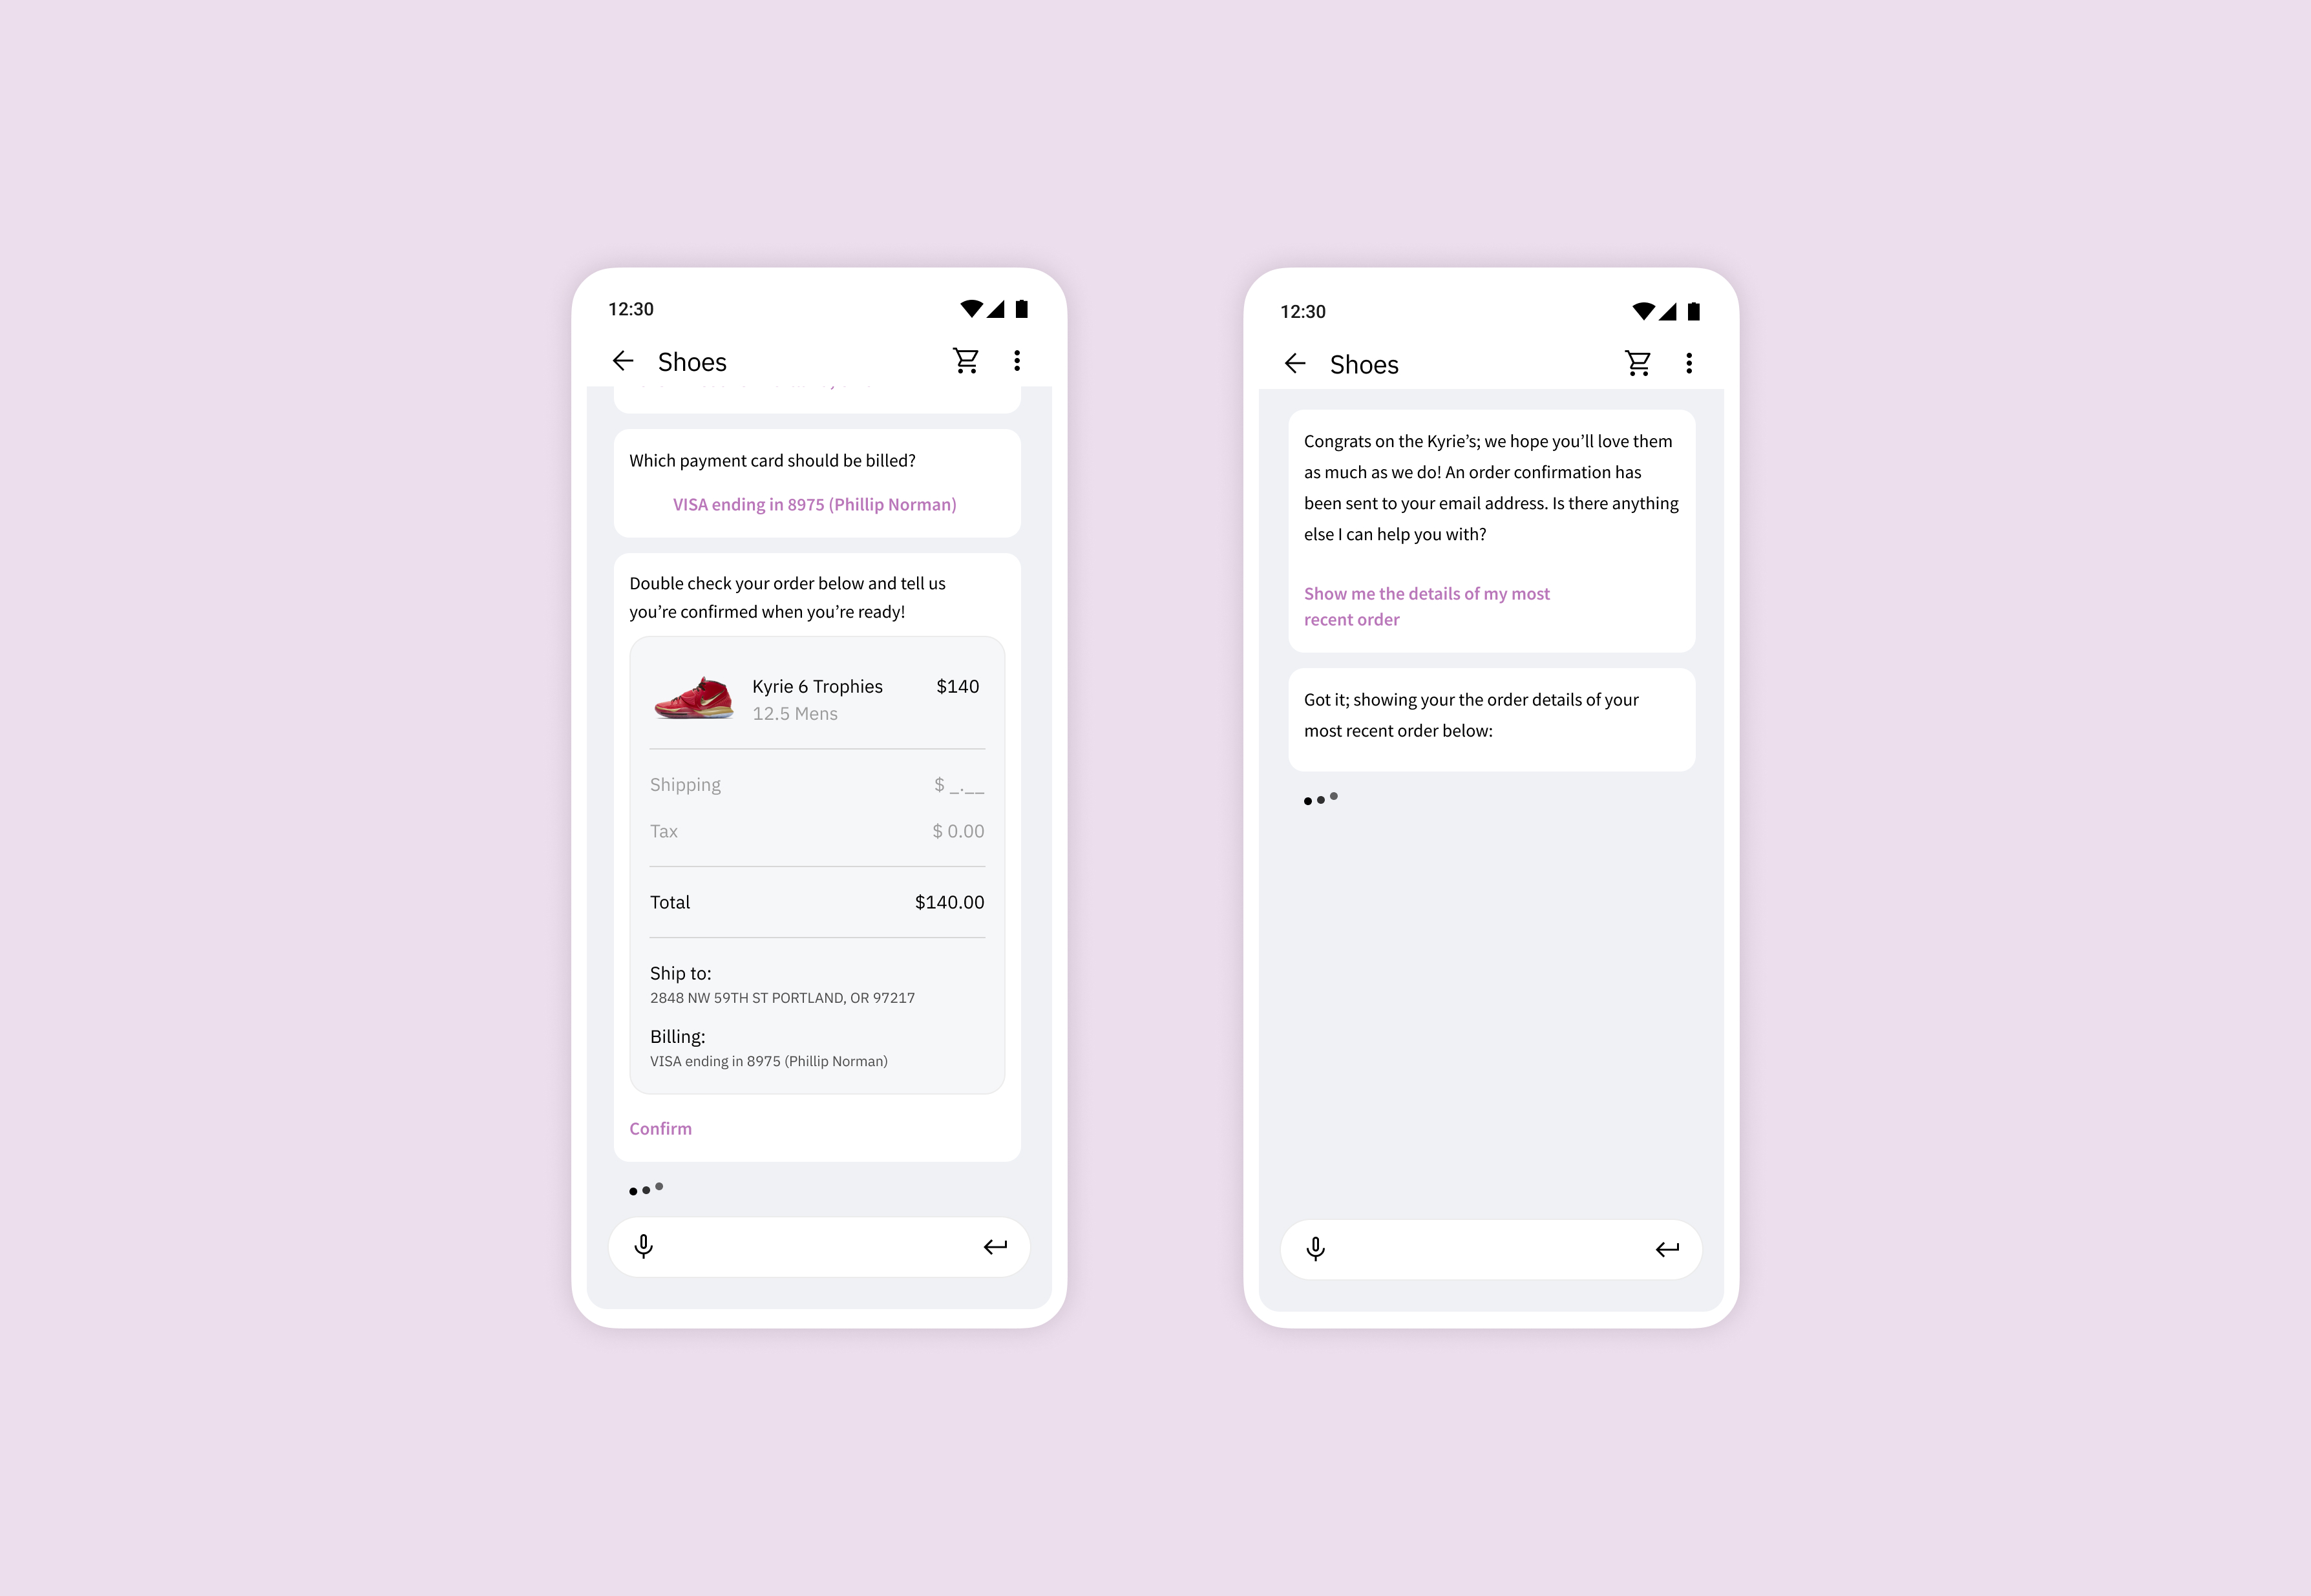 12:30
Shoes
Which payment card should be billed?
VISA ending in 8975 (Phillip Norman)
Double check your order below and tell us
you’re confirmed when you’re ready!
Kyrie 6 Trophies $140
12.5 Mens
Shipping $ _.__
Tax $ 0.00
Total $140.00
Ship to:
2848 NW 59TH ST PORTLAND, OR 97217
Billing:
VISA ending in 8975 (Phillip Norman)
Confirm
12:30
Shoes
Congrats on the Kyrie’s; we hope you’ll love them
as much as we do! An order confirmation has
been sent to your email address. Is there anything
else I can help you with?
Show me the details of my most
recent order
Got it; showing your the order details of your
most recent order below: